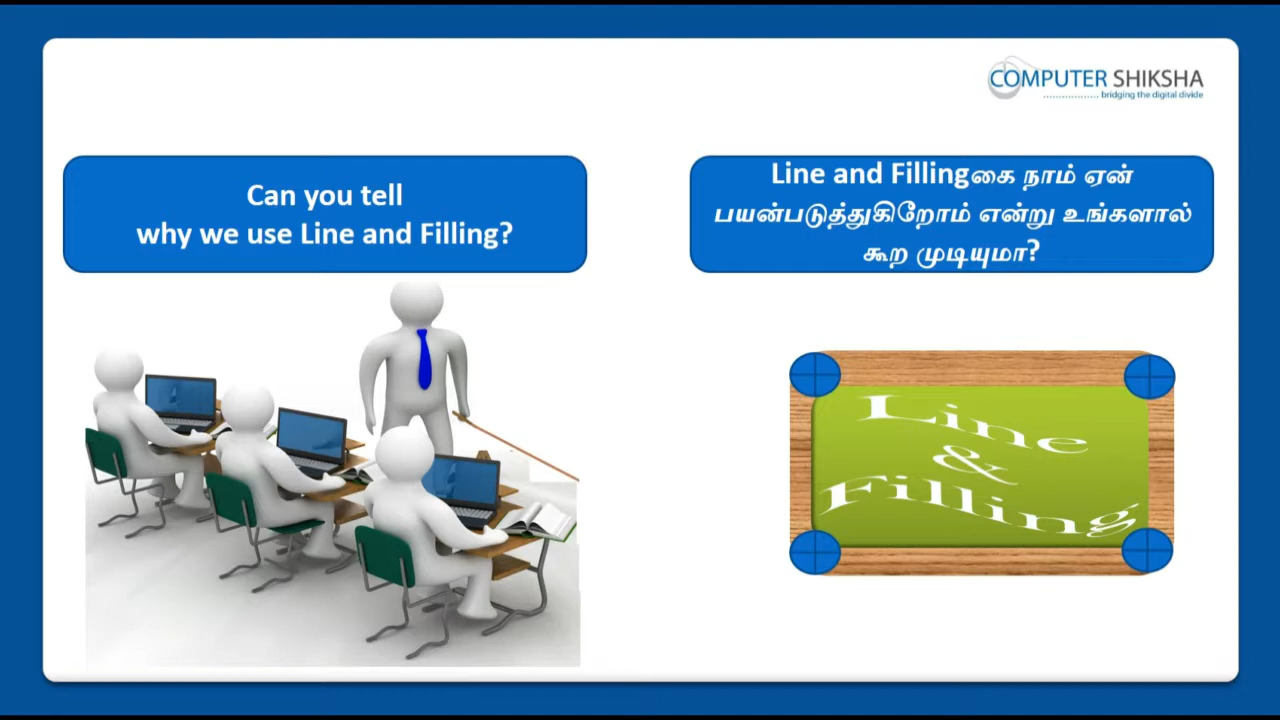 COMPUTER SHIKSHA
bridging the digital divide
Can you tell
why we use Line and Filling?
Line and Fillingகை நாம் ஏன்
பயன்படுத்துகிறோம் என்று உங்களால்
கூற முடியுமா?
Line
&
Filling